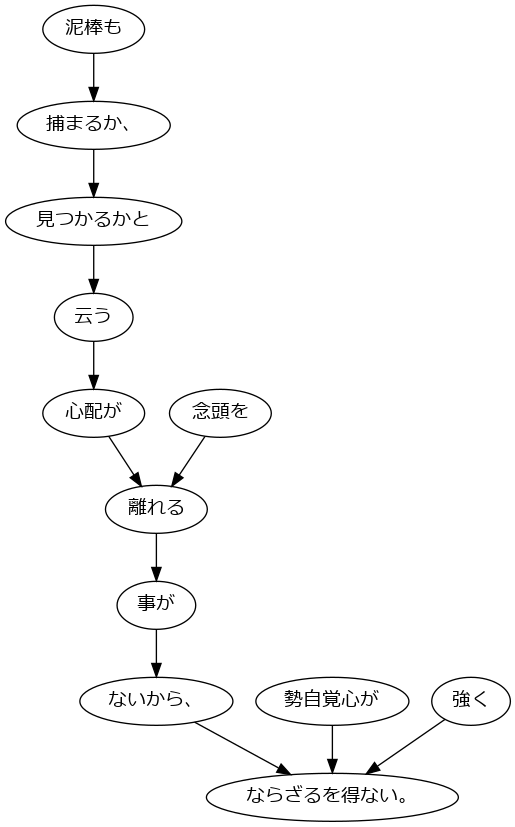 泥棒も
捕まるか、
見つかるかと
云う
心配が
念頭を
離れる
事が
ないから、
勢自覚心が
強く
ならざるを得ない。